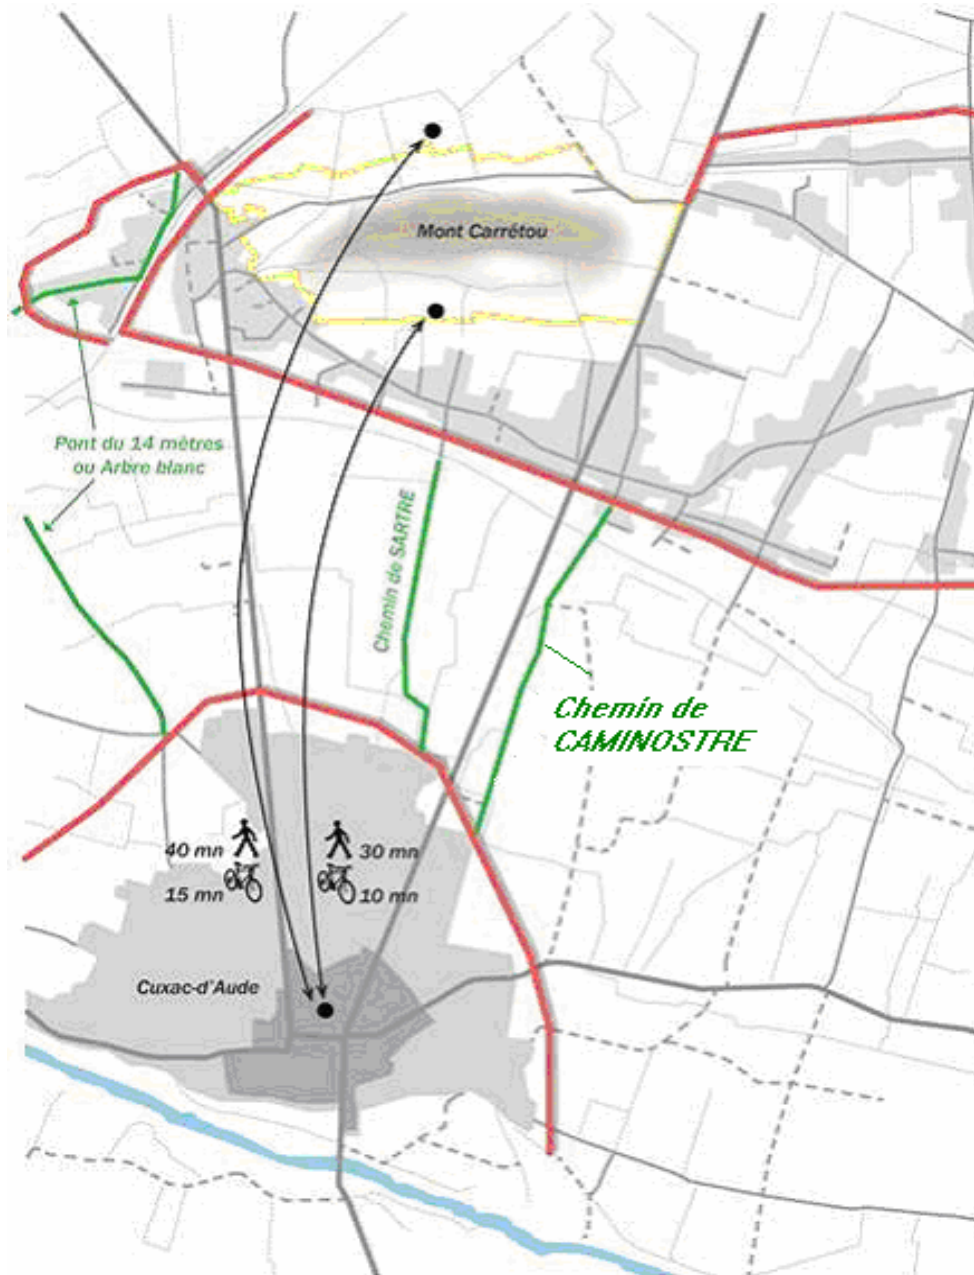 Mont Carrétou
Pont du 14 mètres
ou Arbre blanc
Chemin de SARTRE
Chemin de
CAMINOSTRE
40 mn
30 mn
15 mn
10 mn
Cuxac-d'Aude